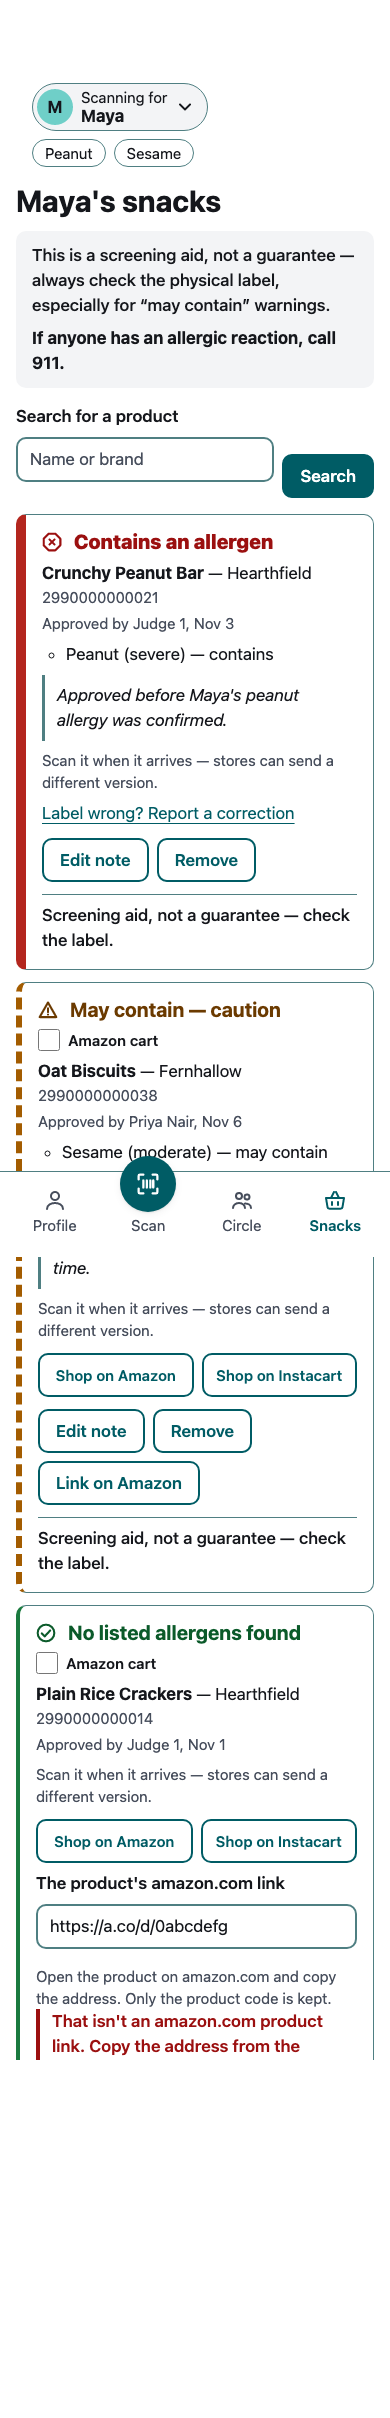 M
Scanning for
Maya
Peanut
Sesame
Maya's snacks
This is a screening aid, not a guarantee —
always check the physical label,
especially for “may contain” warnings.
If anyone has an allergic reaction, call
911.
Search for a product
Name or brand
Search
Contains an allergen
Crunchy Peanut Bar — Hearthfield
2990000000021
Approved by Judge 1, Nov 3
Peanut (severe) — contains
Approved before Maya's peanut
allergy was confirmed.
Scan it when it arrives — stores can send a
different version.
Label wrong? Report a correction
Edit note
Remove
Screening aid, not a guarantee — check
the label.
May contain — caution
Amazon cart
Oat Biscuits — Fernhallow
2990000000038
Approved by Priya Nair, Nov 6
Sesame (moderate) — may contain
Profile
Scan
Circle
Snacks
time.
Scan it when it arrives — stores can send a
different version.
Shop on Amazon
Shop on Instacart
Edit note
Remove
Link on Amazon
Screening aid, not a guarantee — check
the label.
No listed allergens found
Amazon cart
Plain Rice Crackers — Hearthfield
2990000000014
Approved by Judge 1, Nov 1
Scan it when it arrives — stores can send a
different version.
Shop on Amazon
Shop on Instacart
The product's amazon.com link
https://a.co/d/0abcdefg
Open the product on amazon.com and copy
the address. Only the product code is kept.
That isn't an amazon.com product
link. Copy the address from the